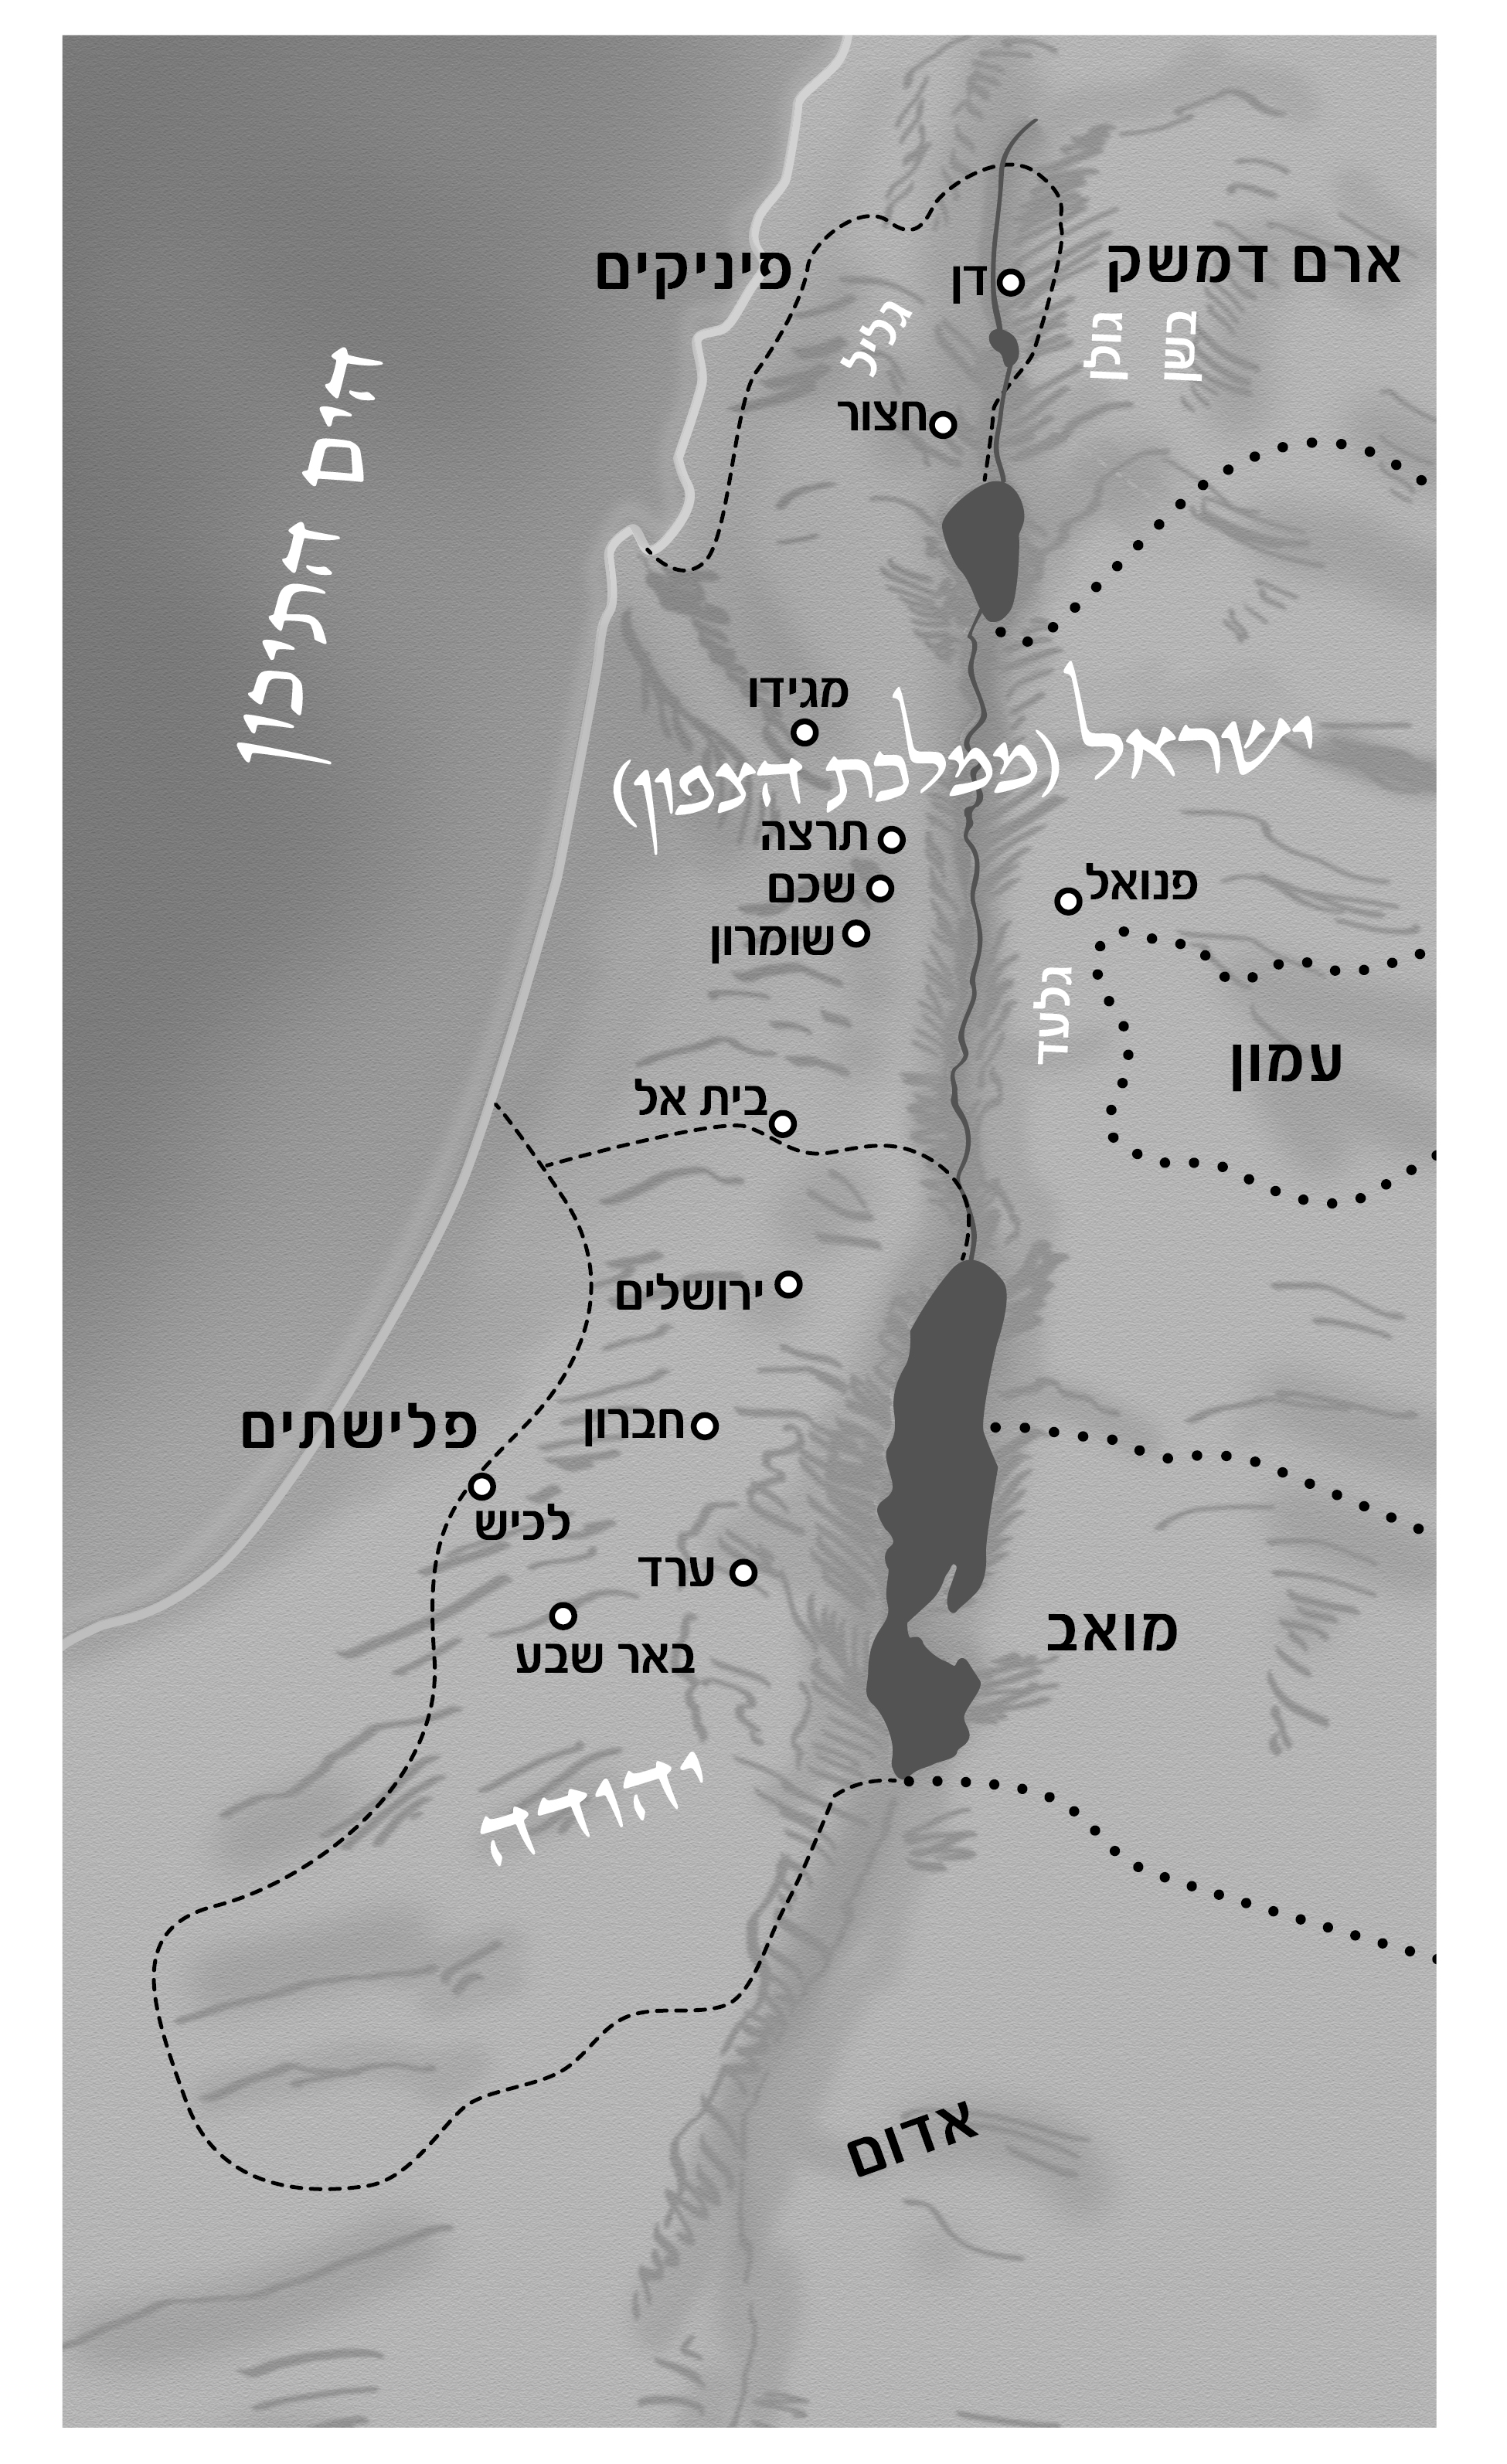 פיניקים
ארם דמשק
דן
גליל
גולן
בשן
חצור
הים התיכון
מגידו
ישראל (ממלכת הצפון)
תרצה
שכם
פנואל
שומרון
גלעד
עמון
בית אל
ירושלים
פלישתים
חברון
לכיש
ערד
באר שבע
מואב
יהודה
אדום